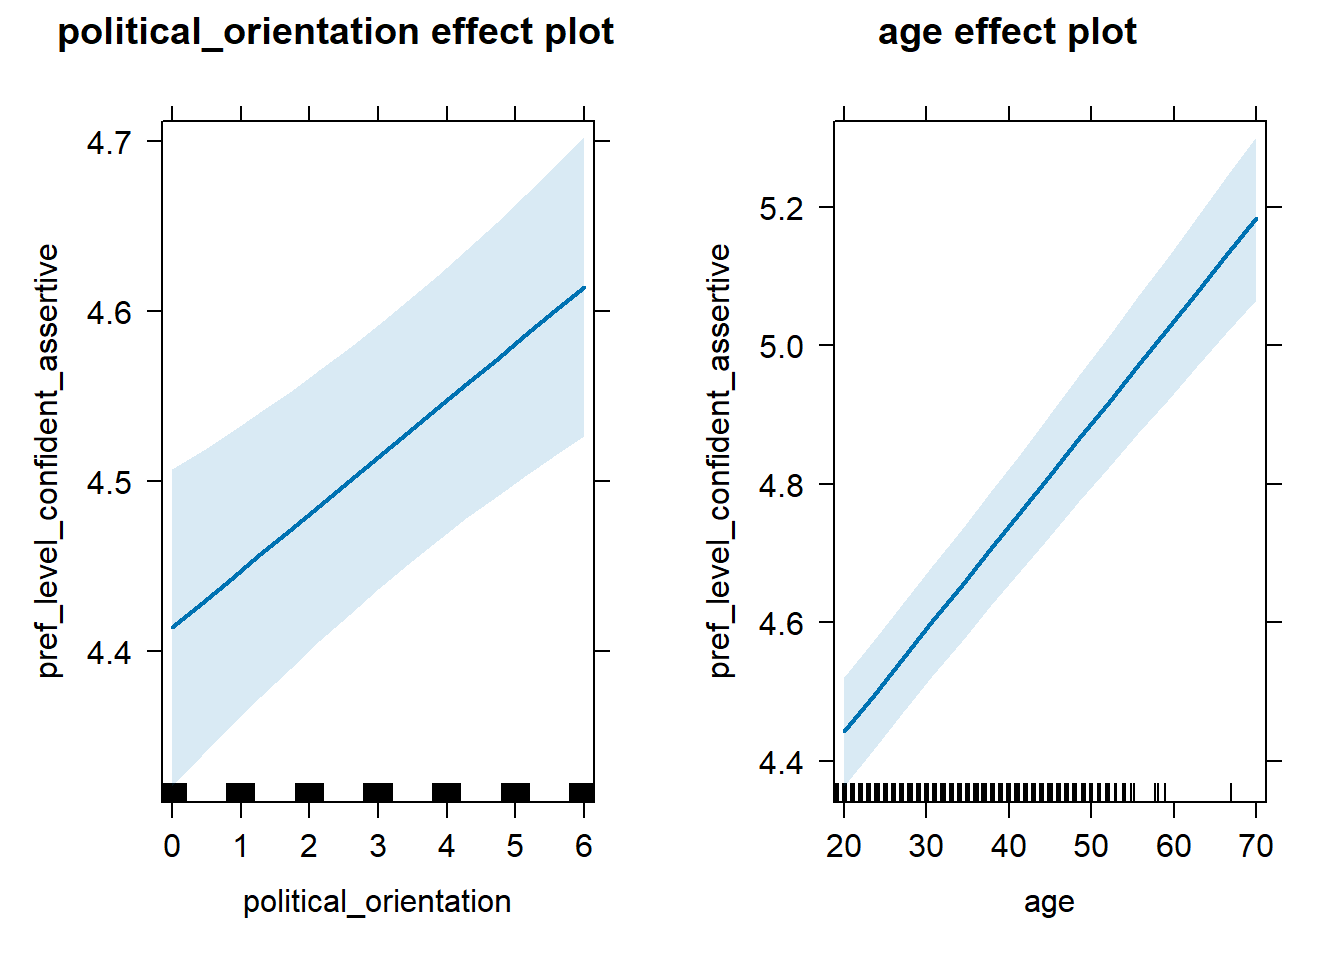 political_orientation effect plot
pref_level_confident_assertive
4.7
4.6
4.5
4.4
0 1 2 3 4 5 6
political_orientation
age effect plot
pref_level_confident_assertive
5.2
5.0
4.8
4.6
4.4
20 30 40 50 60 70
age